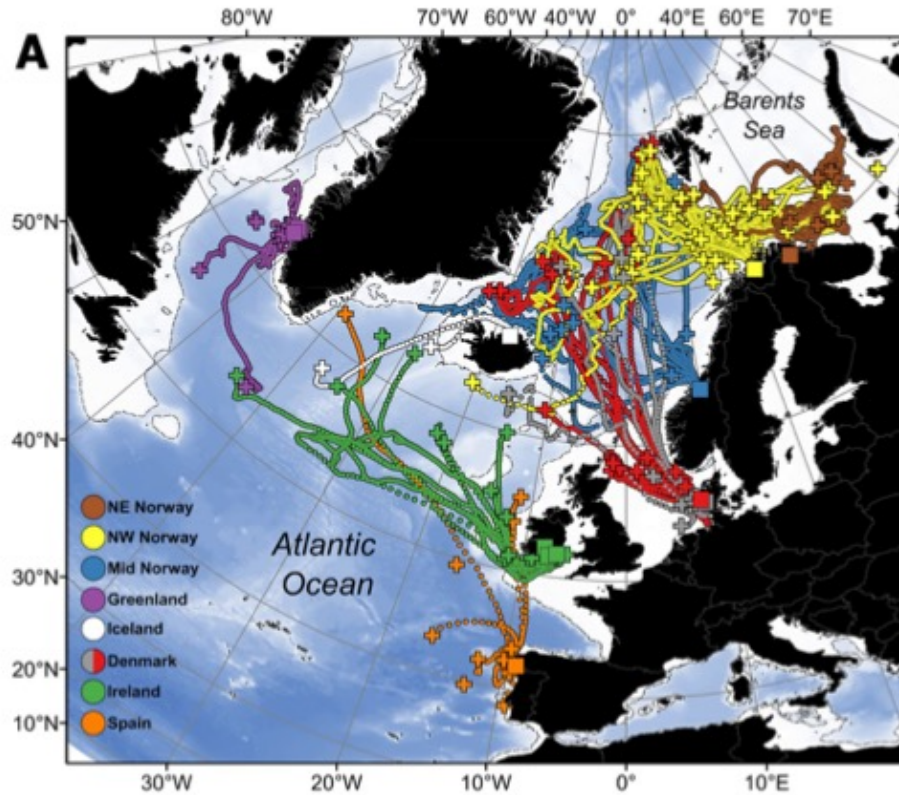 A
80°W 70°W 60°W 40°W 0° 40°E 60°E 70°E
Barents
Sea
50°N
40°N
30°N
20°N
10°N
Atlantic
Ocean
NE Norway
NW Norway
Mid Norway
Greenland
Iceland
Denmark
Ireland
Spain
30°W 20°W 10°W 0° 10°E